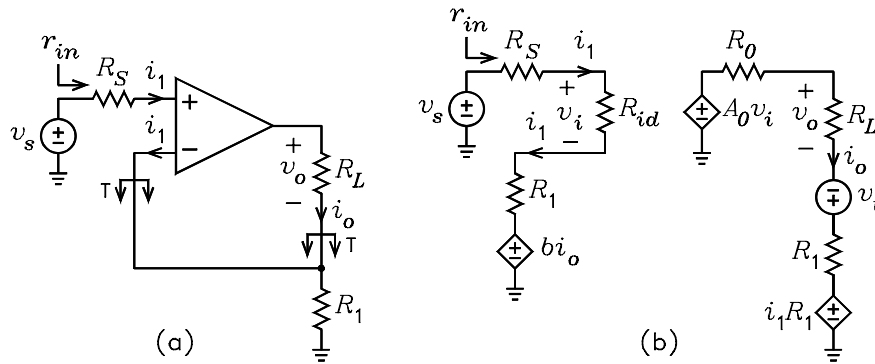 r_in
R_S
i_1
+
v_s
i_1
−
T
+
v_o
R_L
−
i_o
T
R_1
(a)
r_in
R_S
i_1
+
v_s
v_i
R_id
i_1
−
R_1
bi_o
R_0
A_0v_i
+
v_o
R_L
−
i_o
R_1
i_1R_1
(b)